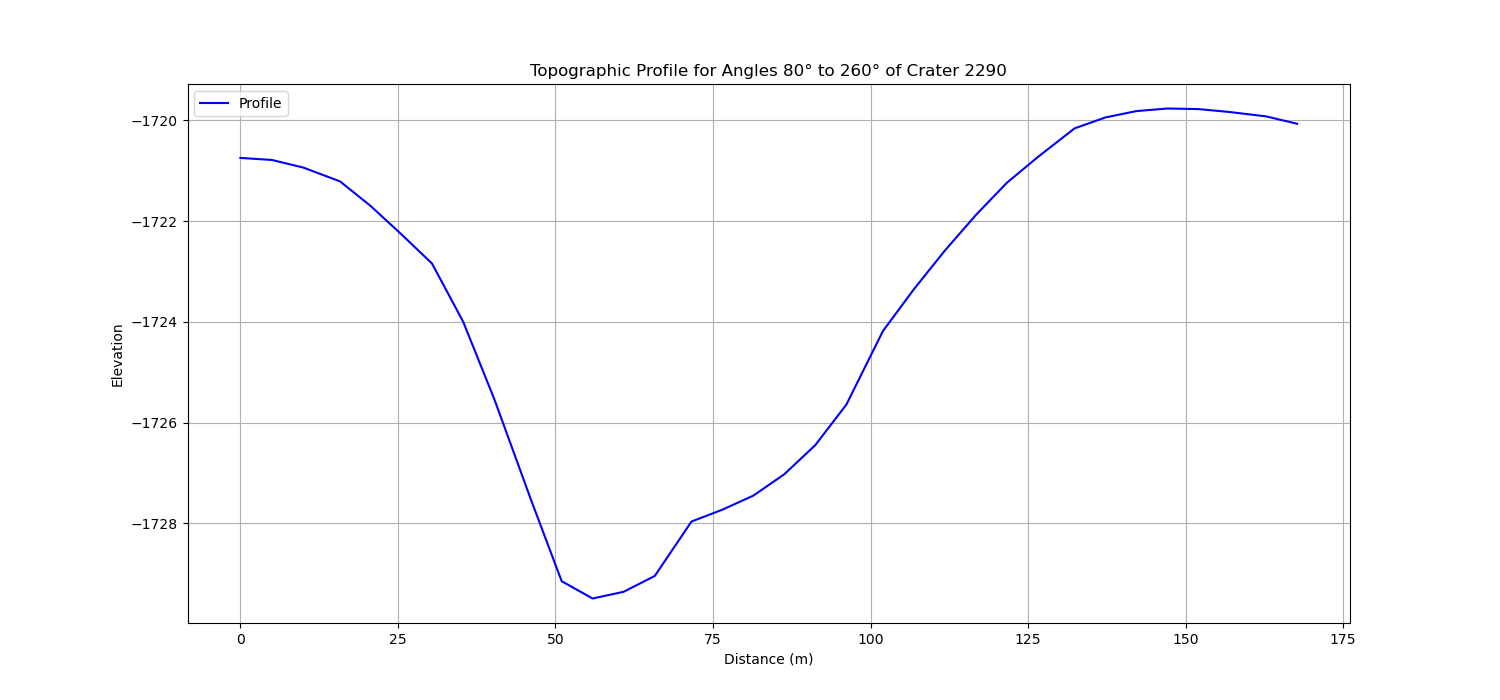 Topographic Profile for Angles 80° to 260° of Crater 2290
Profile
−1720
−1722
−1724
−1726
−1728
Elevation
0 25 50 75 100 125 150 175
Distance (m)